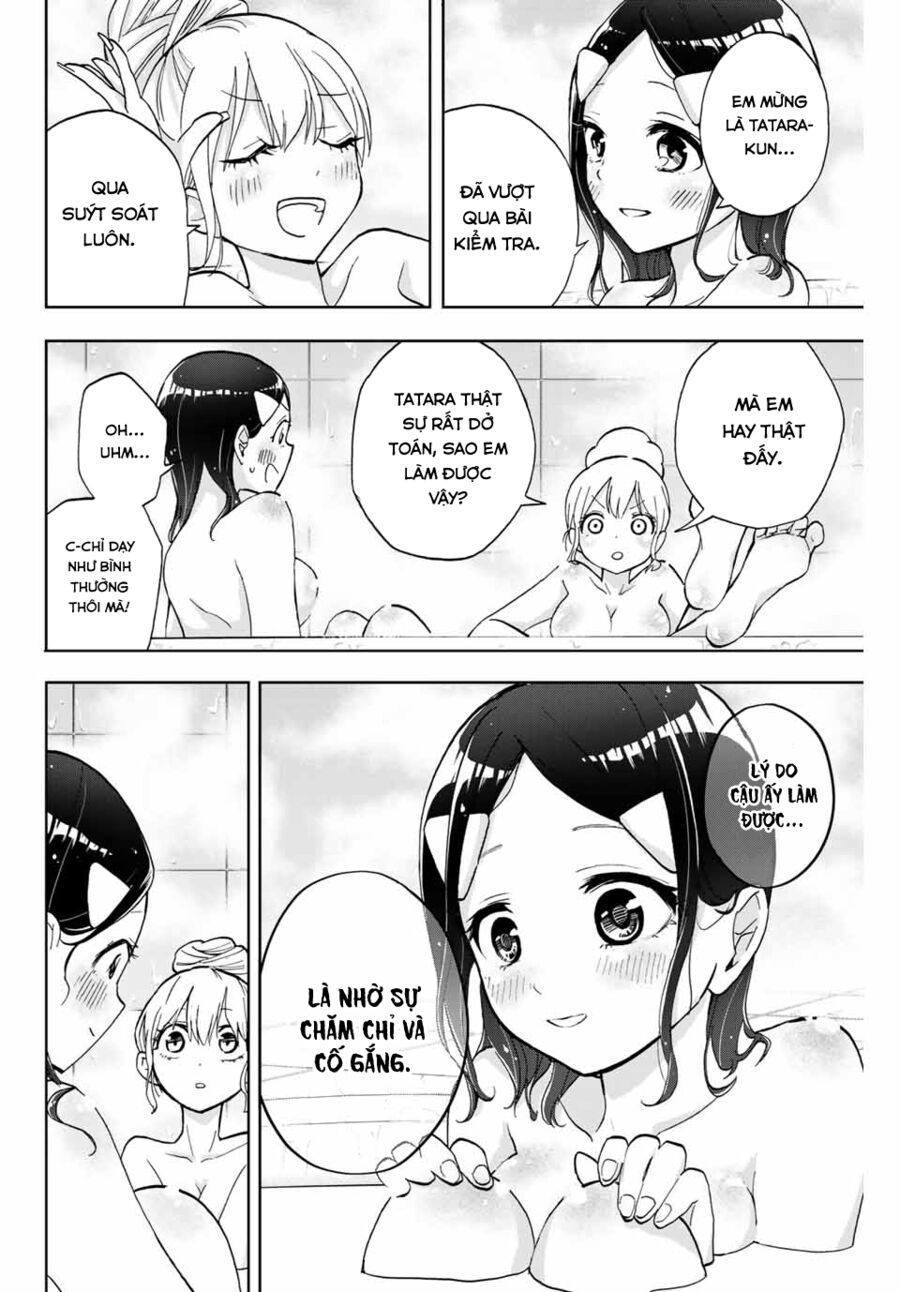 EM MỪNG
LÀ TATARA-
KUN...
ĐÃ VƯỢT
QUA BÀI
KIỂM TRA.
QUA
SUÝT SOÁT
LUÔN.
MÀ EM
HAY THẬT
ĐẤY.
TATARA THẬT
SỰ RẤT DỞ
TOÁN, SAO EM
LÀM ĐƯỢC
VẬY?
OH...
UHM...
C-CHỈ DẠY
NHƯ BÌNH
THƯỜNG
THÔI MÀ!
LÝ DO
CẬU ẤY LÀM
ĐƯỢC...
LÀ NHỜ SỰ
CHĂM CHỈ VÀ
CỐ GẮNG.